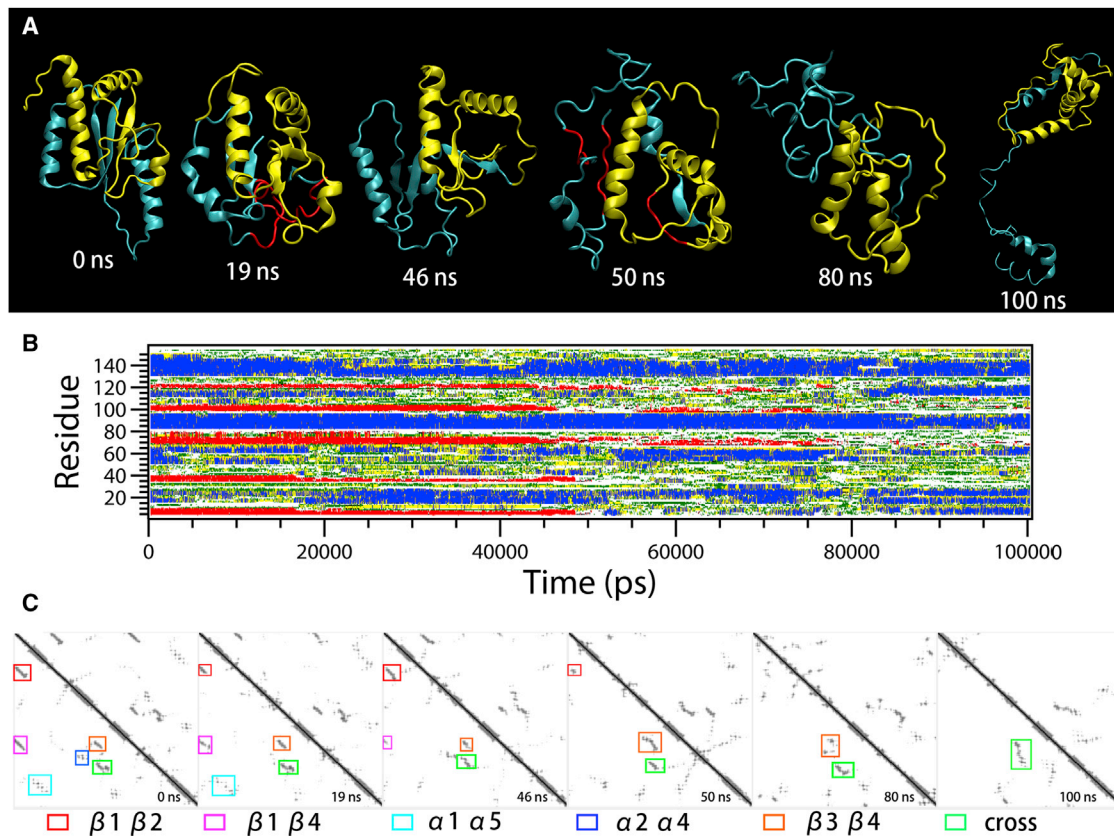 A
0 ns
19 ns
46 ns
50 ns
80 ns
100 ns
B
Residue
140
120
100
80
60
40
20
0 20000 40000 60000 80000 100000
Time (ps)
C
0 ns 19 ns 46 ns 50 ns 80 ns 100 ns
β1 β2 β1 β4 α1 α5 α2 α4 β3 β4 cross